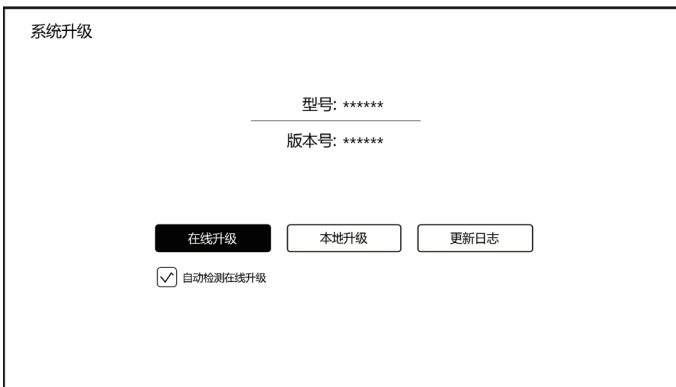 系统升级
型号: ******
版本号: ******
在线升级
本地升级
更新日志
自动检测在线升级